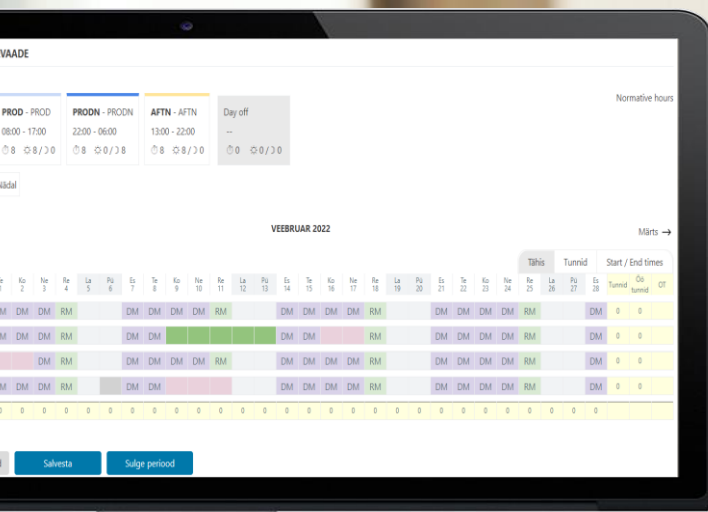 VAADE
PROD - PROD PRODN - PRODN AFTN - AFTN Day off Normative hours
08:00 - 17:00 22:00 - 06:00 13:00 - 22:00 --
8 8/ 0 8 0/ 8 8 8/ 0 0 0/ 0
Nädal
VEEBRUAR 2022 Märts →
Tähis Tunnid Start / End times
Te Ko Ne Re La Pü Es Te Ko Ne Re La Pü Es Te Ko Ne Re La Pü Es Te Ko Ne Re La Pü Es Tunnid Öö tunnid OT
1 2 3 4 5 6 7 8 9 10 11 12 13 14 15 16 17 18 19 20 21 22 23 24 25 26 27 28
DM DM DM RM DM DM DM DM RM DM DM DM DM RM DM DM DM DM RM DM 0 0
DM DM DM RM DM DM DM DM RM DM DM DM DM RM DM 0 0
DM RM DM DM DM DM RM DM DM DM DM RM DM DM DM DM RM DM 0 0
DM DM DM RM DM DM DM DM DM DM RM DM DM DM DM RM DM 0 0
0 0 0 0 0 0 0 0 0 0 0 0 0 0 0 0 0 0 0 0 0 0 0 0 0 0 0 0
Salvesta Sulge periood